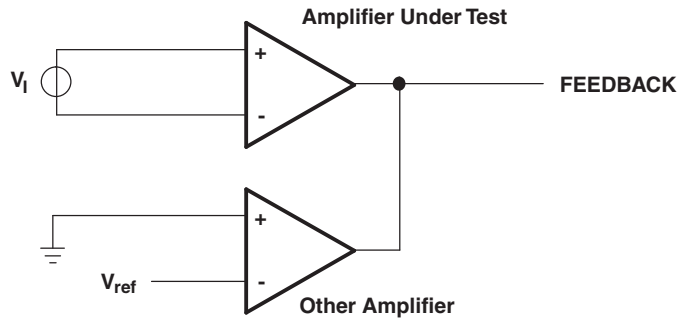 Amplifier Under Test
+
V_I
FEEDBACK
-
+
V_ref
-
Other Amplifier